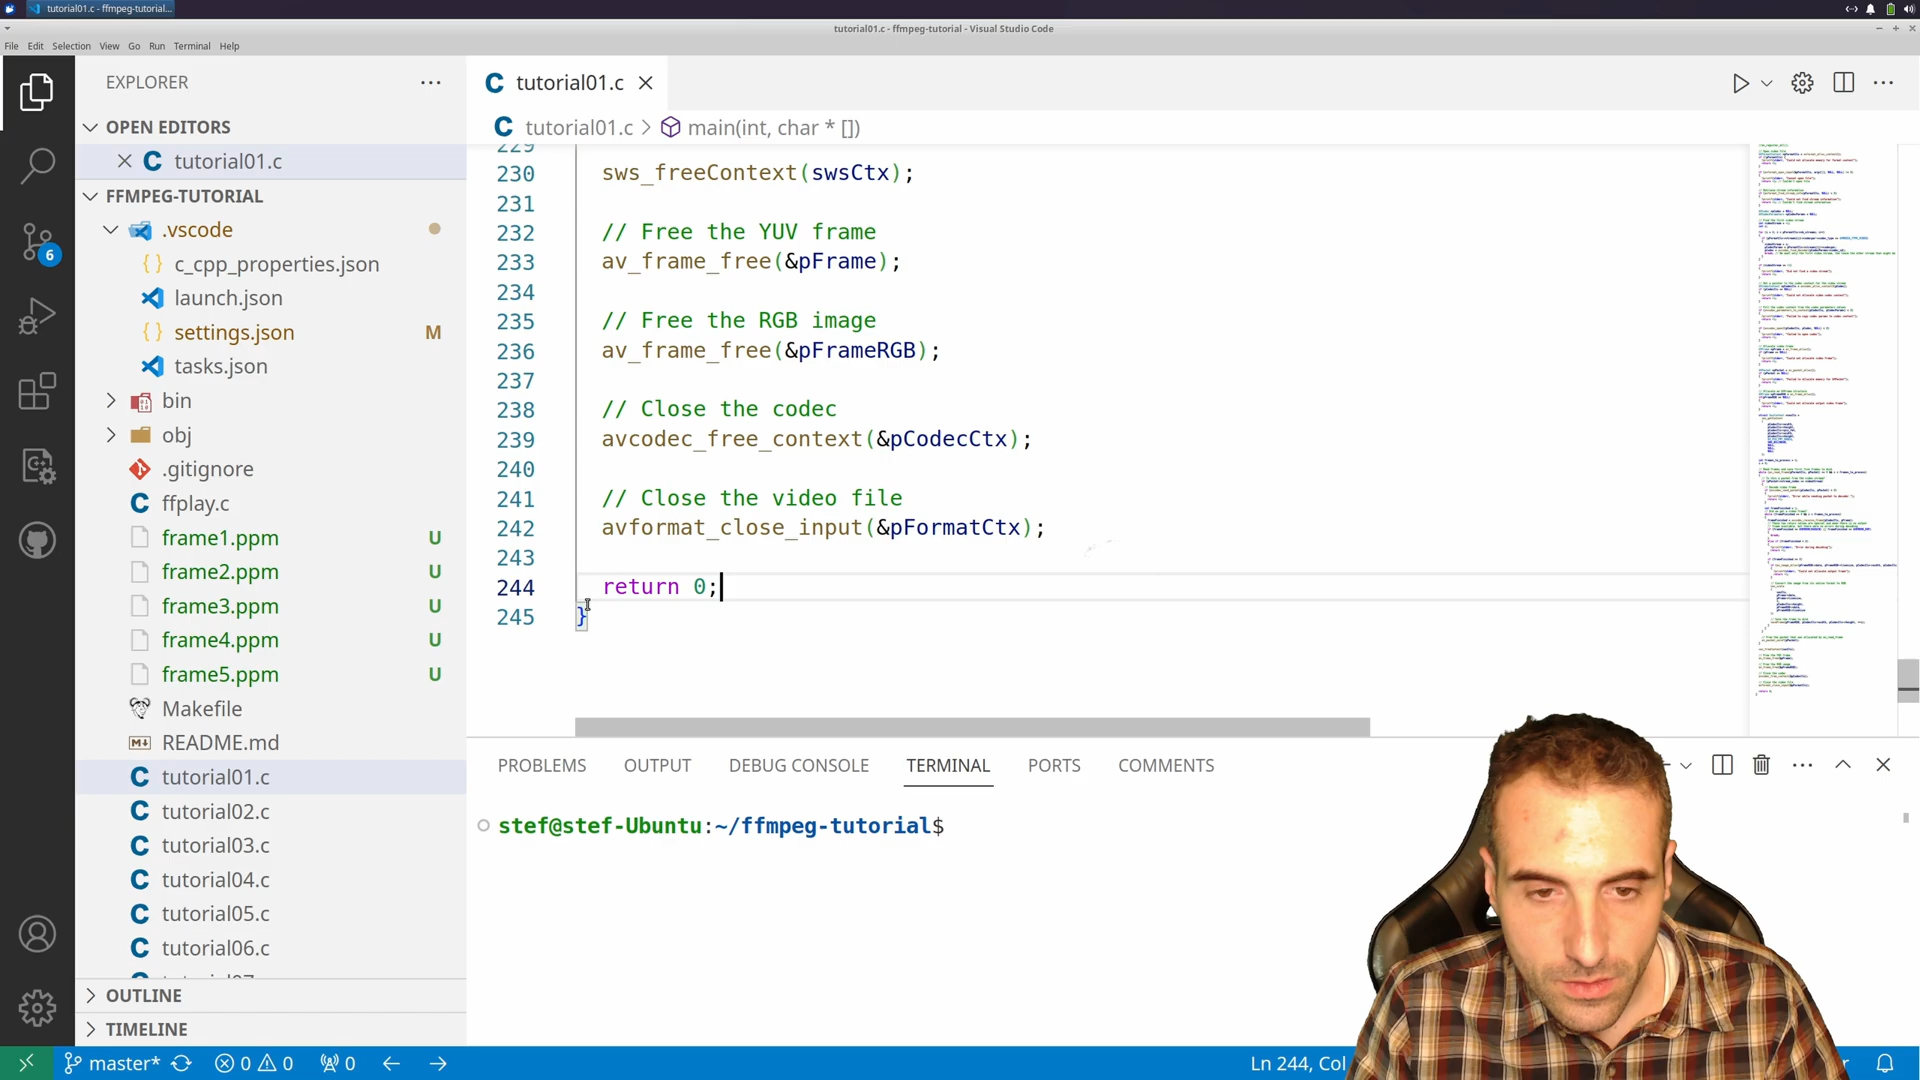 tutorial01.c - ffmpeg-tutorial...
tutorial01.c - ffmpeg-tutorial - Visual Studio Code
File Edit Selection View Go Run Terminal Help
EXPLORER
OPEN EDITORS
tutorial01.c
FFMPEG-TUTORIAL
.vscode
c_cpp_properties.json
launch.json
settings.json M
tasks.json
bin
obj
.gitignore
ffplay.c
frame1.ppm U
frame2.ppm U
frame3.ppm U
frame4.ppm U
frame5.ppm U
Makefile
README.md
tutorial01.c
tutorial02.c
tutorial03.c
tutorial04.c
tutorial05.c
tutorial06.c
OUTLINE
TIMELINE
6
tutorial01.c
tutorial01.c > main(int, char * [])
229
230 sws_freeContext(swsCtx);
231
232 // Free the YUV frame
233 av_frame_free(&pFrame);
234
235 // Free the RGB image
236 av_frame_free(&pFrameRGB);
237
238 // Close the codec
239 avcodec_free_context(&pCodecCtx);
240
241 // Close the video file
242 avformat_close_input(&pFormatCtx);
243
244 return 0;
245 }
PROBLEMS OUTPUT DEBUG CONSOLE TERMINAL PORTS COMMENTS
stef@stef-Ubuntu:~/ffmpeg-tutorial$
master* 0 0 0 Ln 244, Col